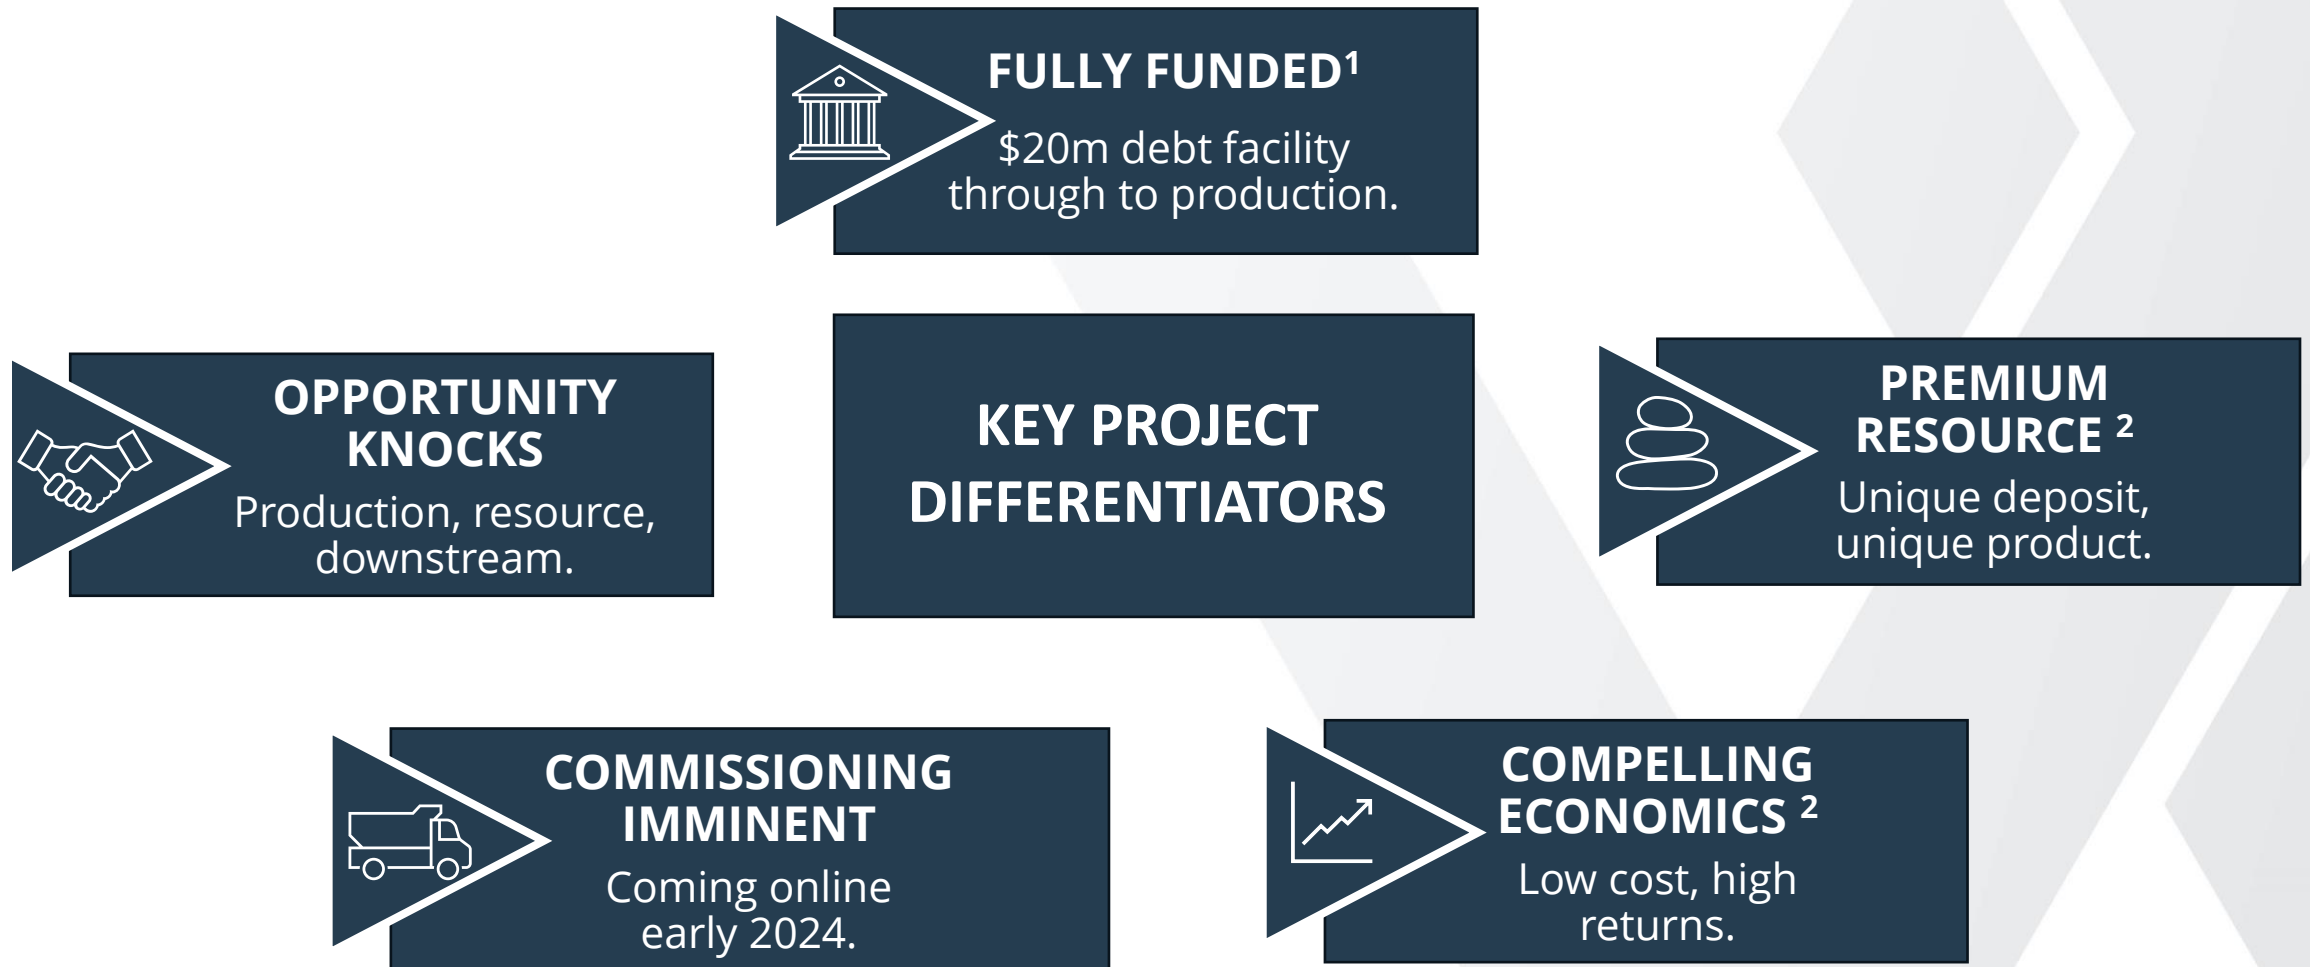 FULLY FUNDED¹
$20m debt facility
through to production.
OPPORTUNITY
KNOCKS
Production, resource,
downstream.
KEY PROJECT
DIFFERENTIATORS
PREMIUM
RESOURCE ²
Unique deposit,
unique product.
COMMISSIONING
IMMINENT
Coming online
early 2024.
COMPELLING
ECONOMICS ²
Low cost, high
returns.